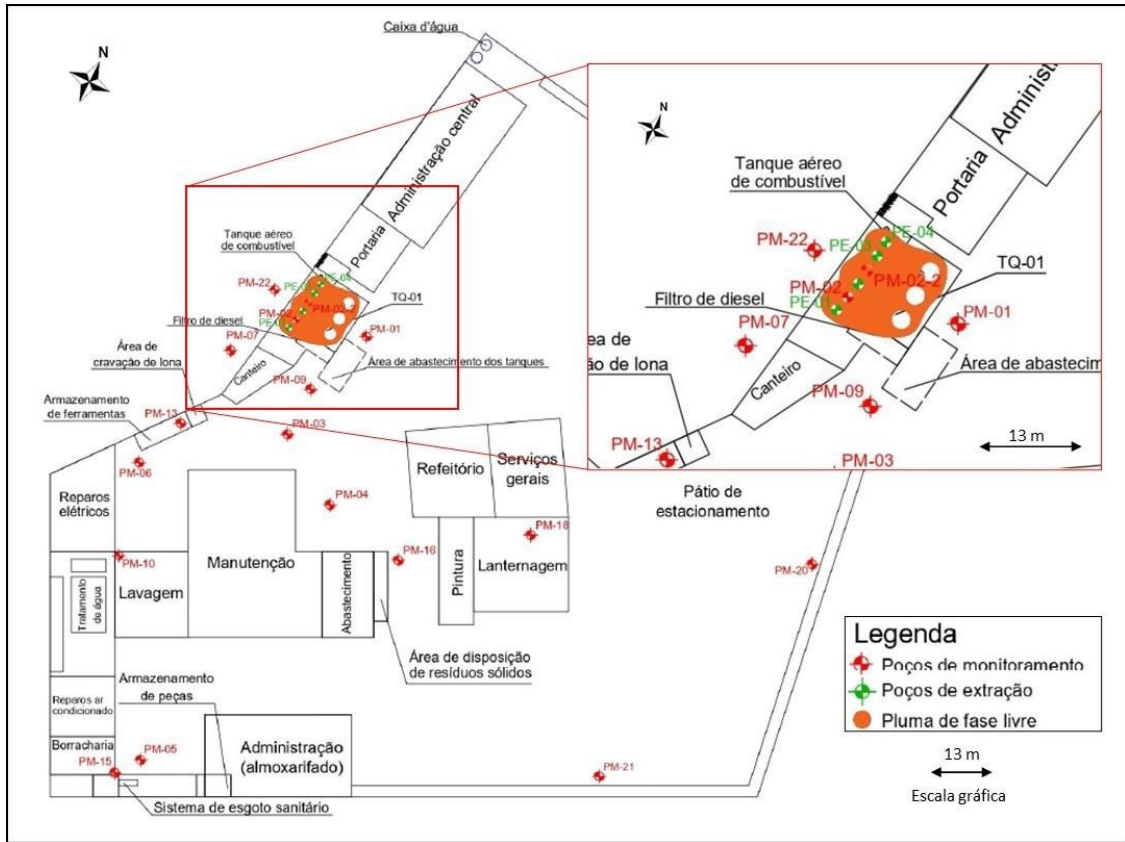 Caixa d'água
N
Administração central
Portaria
Tanque aéreo
de combustível
PM-22
PE-03
PE-04
PM-02
PM-02-2
TQ-01
Filtro de diesel
PM-07
PM-01
Área de
cravação de lona
Canteiro
Área de abastecimento dos tanques
PM-09
Armazenamento
de ferramentas
PM-13
PM-03
PM-06
Reparos
elétricos
PM-04
Refeitório
Serviços
gerais
PM-18
PM-10
Manutenção
PM-16
Lavagem
Tratamento
de água
Abastecimento
Pintura
Lanternagem
Área de disposição
de resíduos sólidos
Armazenamento
de peças
Reparos ar
condicionado
Borracharia
PM-05
PM-15
Administração
(almoxarifado)
Sistema de esgoto sanitário
PM-21
PM-20
Pátio de
estacionamento
N
Administr
Portaria
Tanque aéreo
de combustível
PM-22
PE-03
PE-04
PM-02
PM-02-2
PE-01
TQ-01
Filtro de diesel
PM-07
PM-01
ea de
ção de lona
Canteiro
Área de abastecim
PM-09
PM-13
PM-03
13 m
Legenda
Poços de monitoramento
Poços de extração
Pluma de fase livre
13 m
Escala gráfica